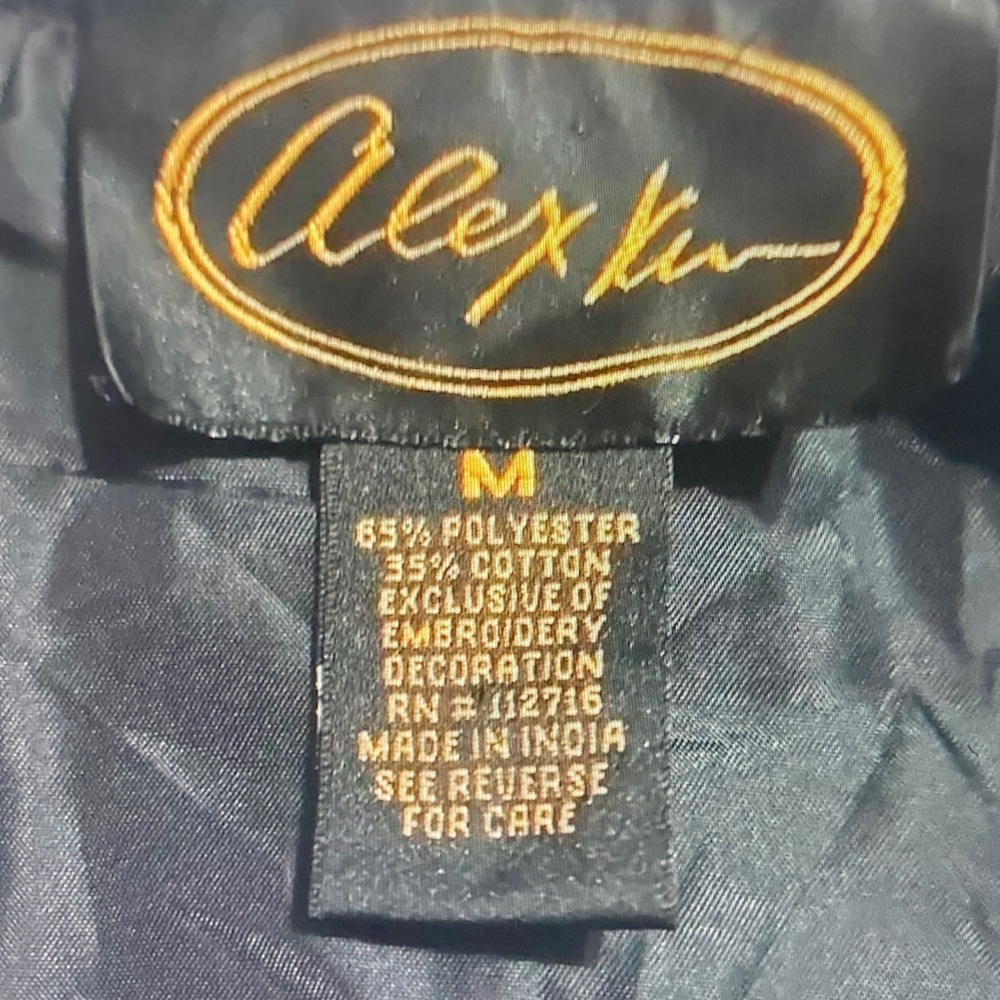 Alex Kim
M
65% POLYESTER
35% COTTON
EXCLUSIVE OF
EMBROIDERY
DECORATION
RN # 112716
MADE IN INDIA
SEE REVERSE
FOR CARE